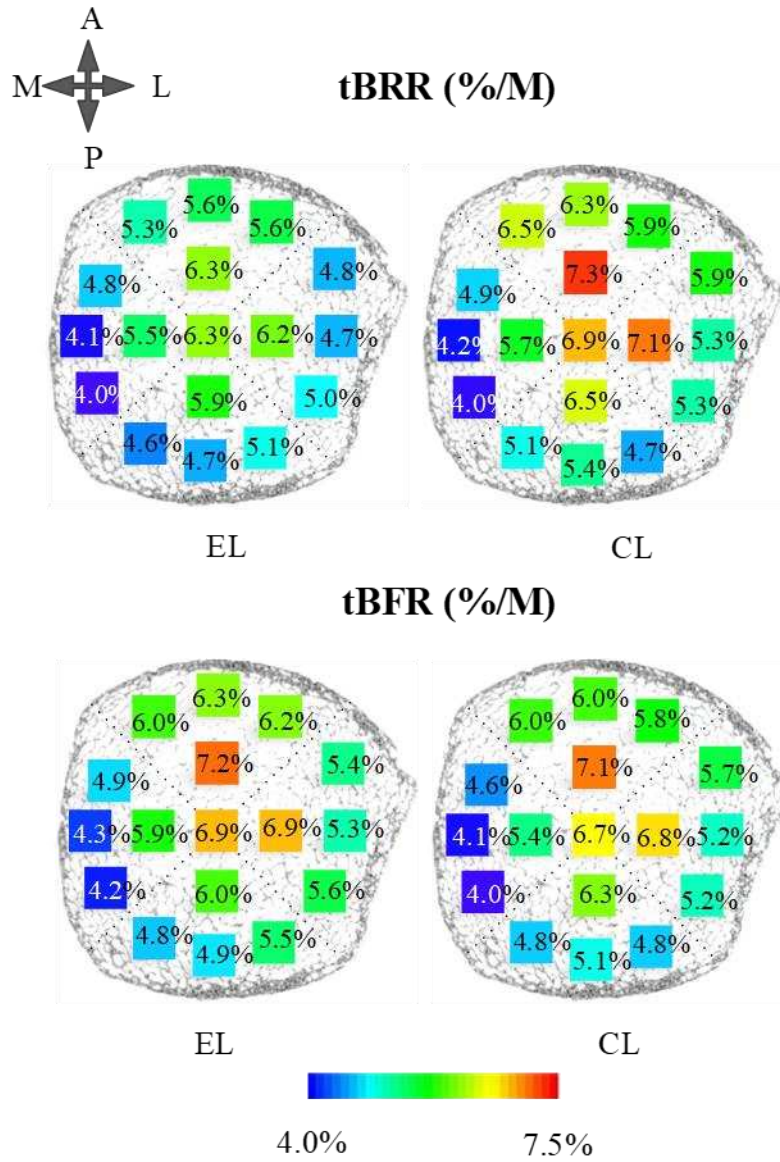 A
M L
P
tBRR (%/M)
5.6%
5.3% 5.6%
6.3%
4.8% 4.8%
4.1% 5.5% 6.3% 6.2% 4.7%
4.0% 5.9% 5.0%
4.6% 4.7% 5.1%
EL
6.3%
6.5% 5.9%
7.3%
4.9% 5.9%
4.2% 5.7% 6.9% 7.1% 5.3%
4.0% 6.5% 5.3%
5.1% 5.4% 4.7%
CL
tBFR (%/M)
6.3%
6.0% 6.2%
7.2%
4.9% 5.4%
4.3% 5.9% 6.9% 6.9% 5.3%
4.2% 6.0% 5.6%
4.8% 4.9% 5.5%
EL
6.0%
6.0% 5.8%
7.1%
4.6% 5.7%
4.1% 5.4% 6.7% 6.8% 5.2%
4.0% 6.3% 5.2%
4.8% 5.1% 4.8%
CL
4.0% 7.5%